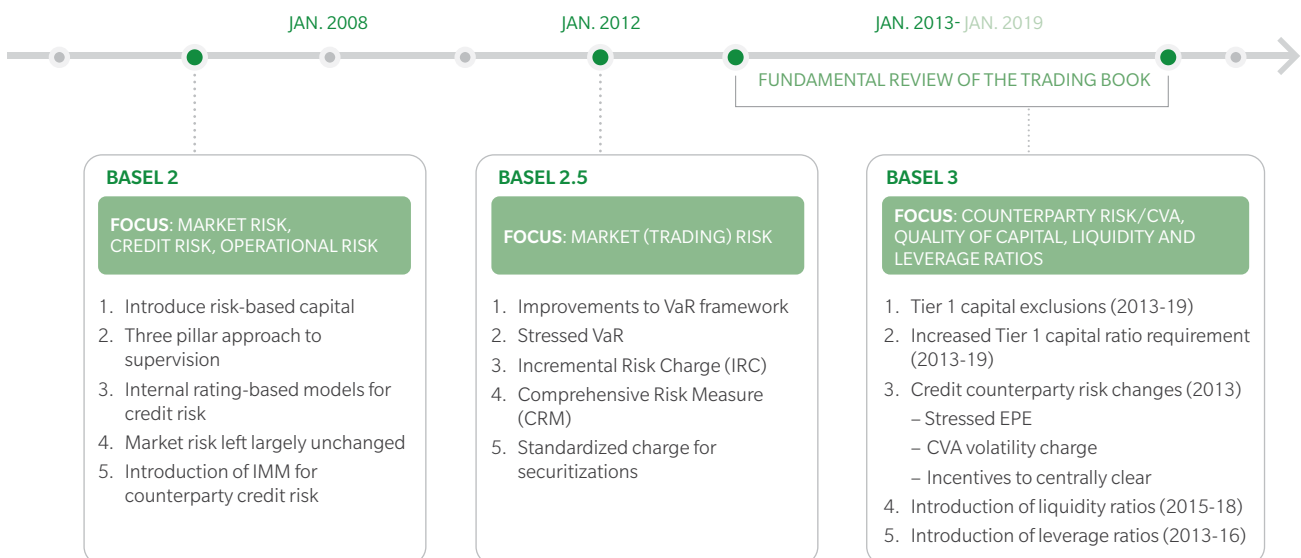 JAN. 2008
JAN. 2012
JAN. 2013- JAN. 2019
FUNDAMENTAL REVIEW OF THE TRADING BOOK
BASEL 2
FOCUS: MARKET RISK,
CREDIT RISK, OPERATIONAL RISK
1. Introduce risk-based capital
2. Three pillar approach to
supervision
3. Internal rating-based models for
credit risk
4. Market risk left largely unchanged
5. Introduction of IMM for
counterparty credit risk
BASEL 2.5
FOCUS: MARKET (TRADING) RISK
1. Improvements to VaR framework
2. Stressed VaR
3. Incremental Risk Charge (IRC)
4. Comprehensive Risk Measure
(CRM)
5. Standardized charge for
securitizations
BASEL 3
FOCUS: COUNTERPARTY RISK/CVA,
QUALITY OF CAPITAL, LIQUIDITY AND
LEVERAGE RATIOS
1. Tier 1 capital exclusions (2013-19)
2. Increased Tier 1 capital ratio requirement
(2013-19)
3. Credit counterparty risk changes (2013)
– Stressed EPE
– CVA volatility charge
– Incentives to centrally clear
4. Introduction of liquidity ratios (2015-18)
5. Introduction of leverage ratios (2013-16)